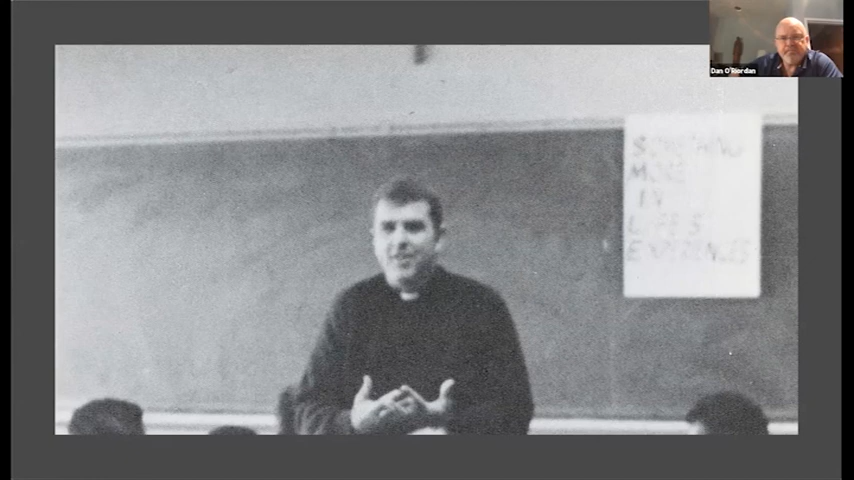 Dan O'Riordan
SOMETHING
MORE
IN
LIFE'S
EXPERIENCES